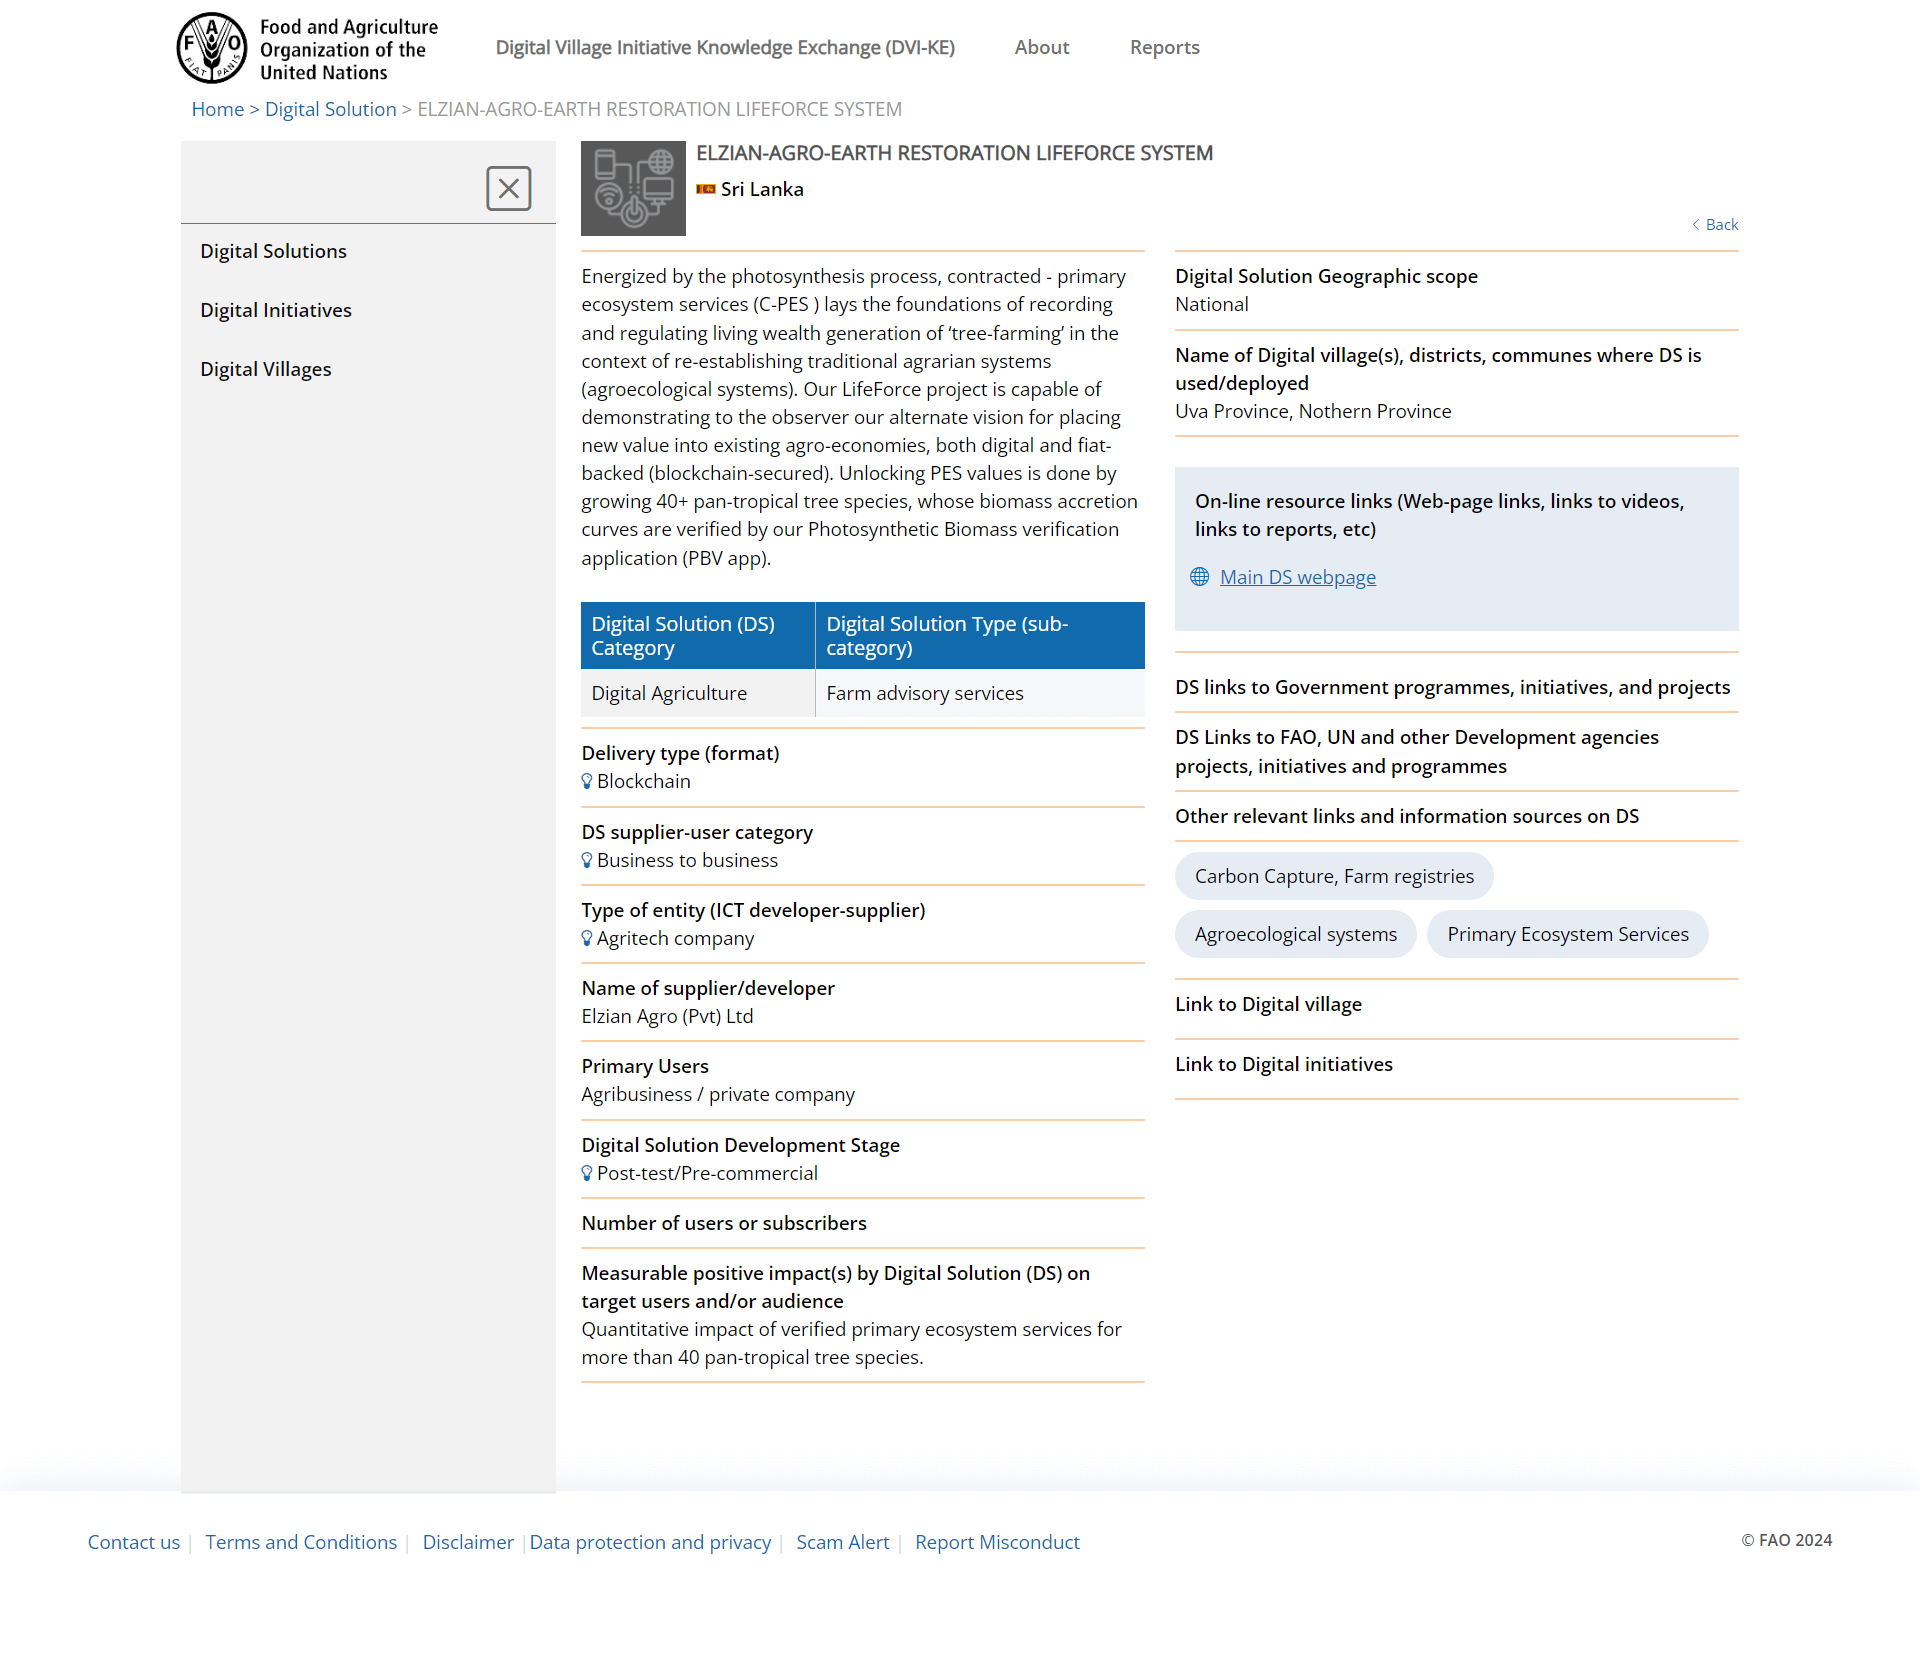 FAO
FIAT PANIS
Food and Agriculture
Organization of the
United Nations
Digital Village Initiative Knowledge Exchange (DVI-KE)
About
Reports
Home > Digital Solution > ELZIAN-AGRO-EARTH RESTORATION LIFEFORCE SYSTEM
Digital Solutions
Digital Initiatives
Digital Villages
ELZIAN-AGRO-EARTH RESTORATION LIFEFORCE SYSTEM
Sri Lanka
Back
Energized by the photosynthesis process, contracted - primary
ecosystem services (C-PES ) lays the foundations of recording
and regulating living wealth generation of ‘tree-farming’ in the
context of re-establishing traditional agrarian systems
(agroecological systems). Our LifeForce project is capable of
demonstrating to the observer our alternate vision for placing
new value into existing agro-economies, both digital and fiat-
backed (blockchain-secured). Unlocking PES values is done by
growing 40+ pan-tropical tree species, whose biomass accretion
curves are verified by our Photosynthetic Biomass verification
application (PBV app).
Digital Solution (DS)
Category
Digital Solution Type (sub-
category)
Digital Agriculture
Farm advisory services
Delivery type (format)
Blockchain
DS supplier-user category
Business to business
Type of entity (ICT developer-supplier)
Agritech company
Name of supplier/developer
Elzian Agro (Pvt) Ltd
Primary Users
Agribusiness / private company
Digital Solution Development Stage
Post-test/Pre-commercial
Number of users or subscribers
Measurable positive impact(s) by Digital Solution (DS) on
target users and/or audience
Quantitative impact of verified primary ecosystem services for
more than 40 pan-tropical tree species.
Digital Solution Geographic scope
National
Name of Digital village(s), districts, communes where DS is
used/deployed
Uva Province, Nothern Province
On-line resource links (Web-page links, links to videos,
links to reports, etc)
Main DS webpage
DS links to Government programmes, initiatives, and projects
DS Links to FAO, UN and other Development agencies
projects, initiatives and programmes
Other relevant links and information sources on DS
Carbon Capture, Farm registries
Agroecological systems
Primary Ecosystem Services
Link to Digital village
Link to Digital initiatives
Contact us | Terms and Conditions | Disclaimer | Data protection and privacy | Scam Alert | Report Misconduct
© FAO 2024